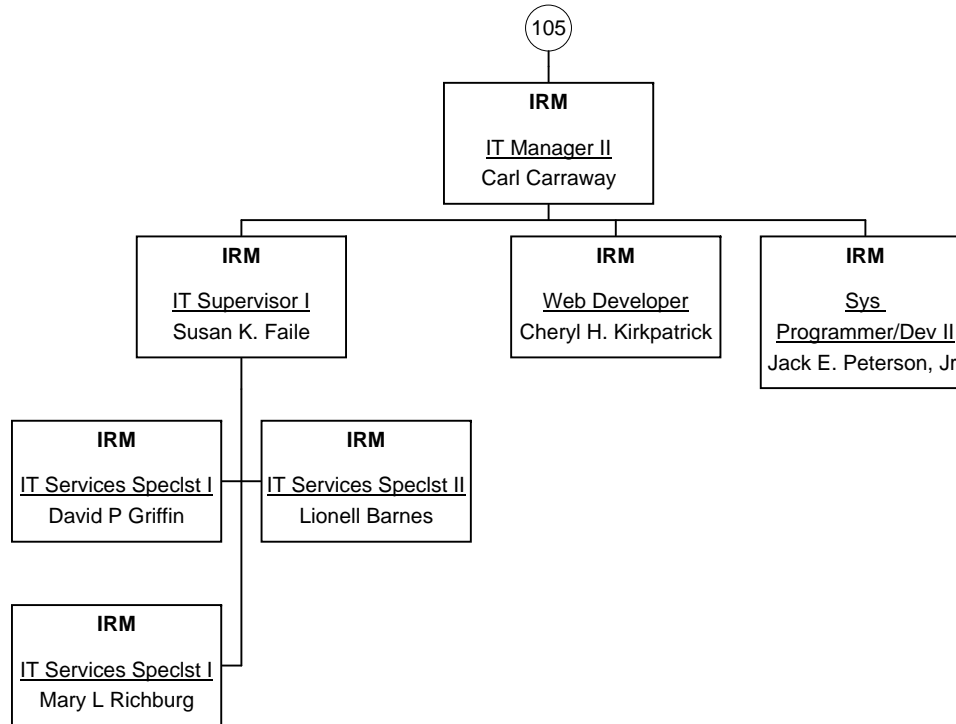 105
IRM
IT Manager II
Carl Carraway
IRM
IT Supervisor I
Susan K. Faile
IRM
Web Developer
Cheryl H. Kirkpatrick
IRM
Sys
Programmer/Dev II
Jack E. Peterson, Jr
IRM
IT Services Speclst I
David P Griffin
IRM
IT Services Speclst II
Lionell Barnes
IRM
IT Services Speclst I
Mary L Richburg